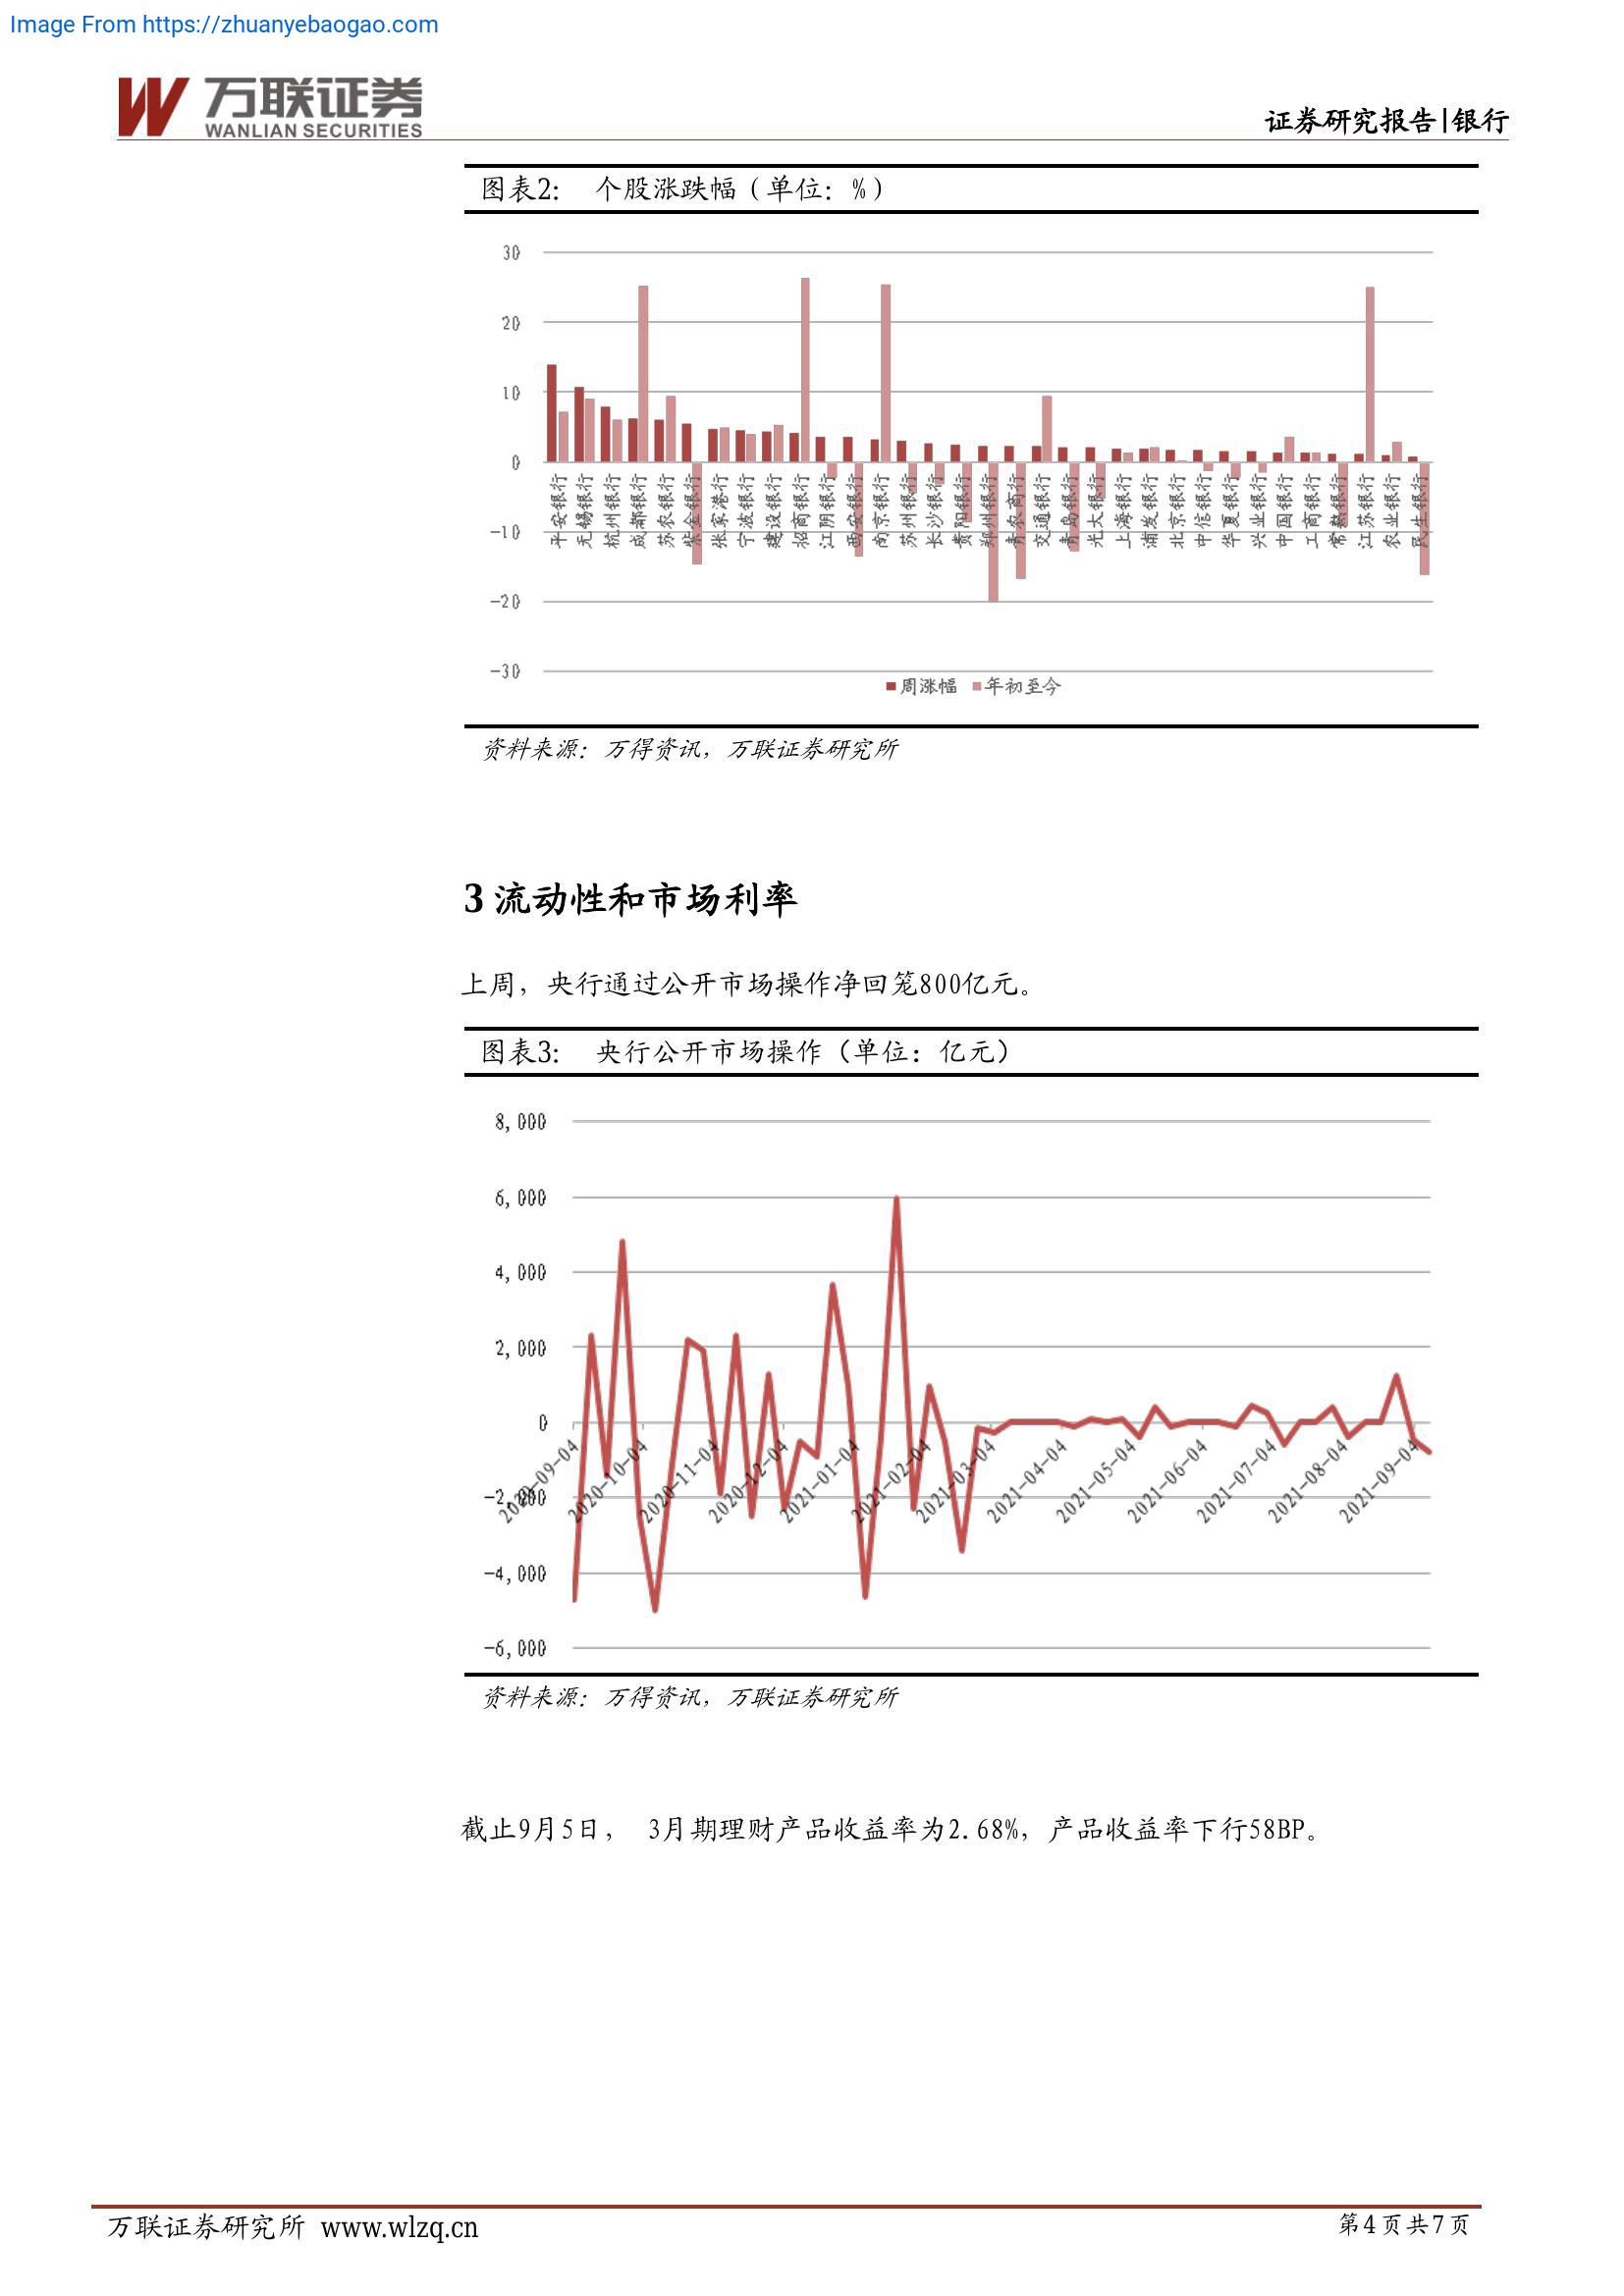 Image From https://zhuanyebaogao.com
万联证券
WANLIAN SECURITIES
证券研究报告|银行
图表2： 个股涨跌幅（单位：%）
30
20
10
0
-10
-20
-30
平安银行
无锡银行
杭州银行
成都银行
苏农银行
紫金银行
张家港行
宁波银行
建设银行
招商银行
江阴银行
西安银行
南京银行
苏州银行
长沙银行
贵阳银行
郑州银行
青农商行
交通银行
青岛银行
光大银行
上海银行
浦发银行
北京银行
中信银行
华夏银行
兴业银行
中国银行
工商银行
常熟银行
江苏银行
农业银行
民生银行
周涨幅 年初至今
资料来源：万得资讯，万联证券研究所
3 流动性和市场利率
上周，央行通过公开市场操作净回笼800亿元。
图表3： 央行公开市场操作（单位：亿元）
8,000
6,000
4,000
2,000
0
-2,000
-4,000
-6,000
2020-09-04
2020-10-04
2020-11-04
2020-12-04
2021-01-04
2021-02-04
2021-03-04
2021-04-04
2021-05-04
2021-06-04
2021-07-04
2021-08-04
2021-09-04
资料来源：万得资讯，万联证券研究所
截止9月5日， 3月期理财产品收益率为2.68%，产品收益率下行58BP。
万联证券研究所 www.wlzq.cn
第4页共7页